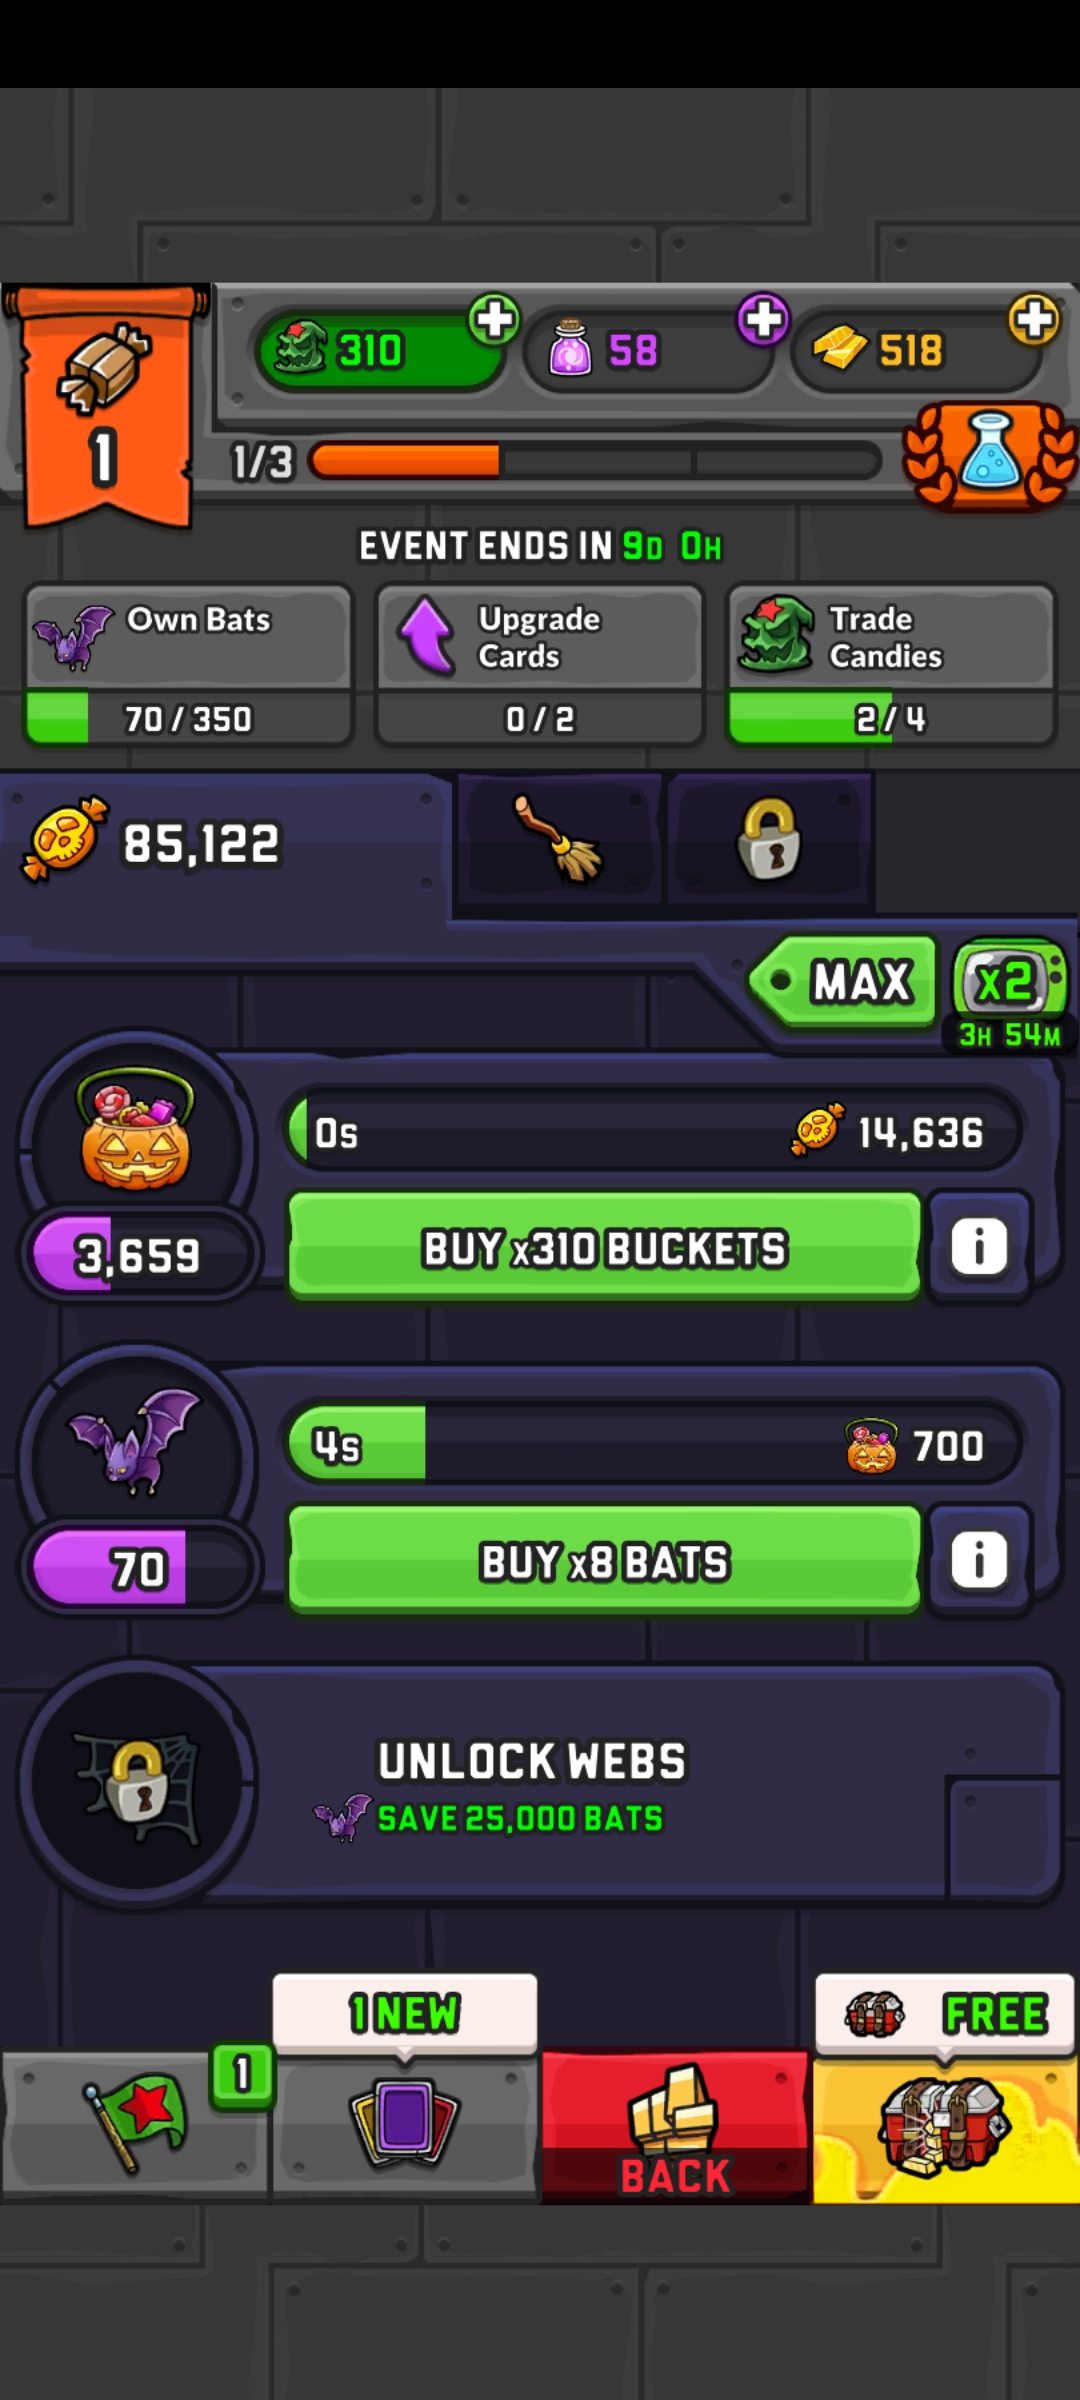 310
58
518
1
1/3
EVENT ENDS IN 9D 0H
Own Bats
70 / 350
Upgrade
Cards
0 / 2
Trade
Candies
2 / 4
85,122
MAX
x2
3H 54M
0s
14,636
3,659
BUY x310 BUCKETS
i
4s
700
70
BUY x8 BATS
i
UNLOCK WEBS
SAVE 25,000 BATS
1 NEW
FREE
1
BACK